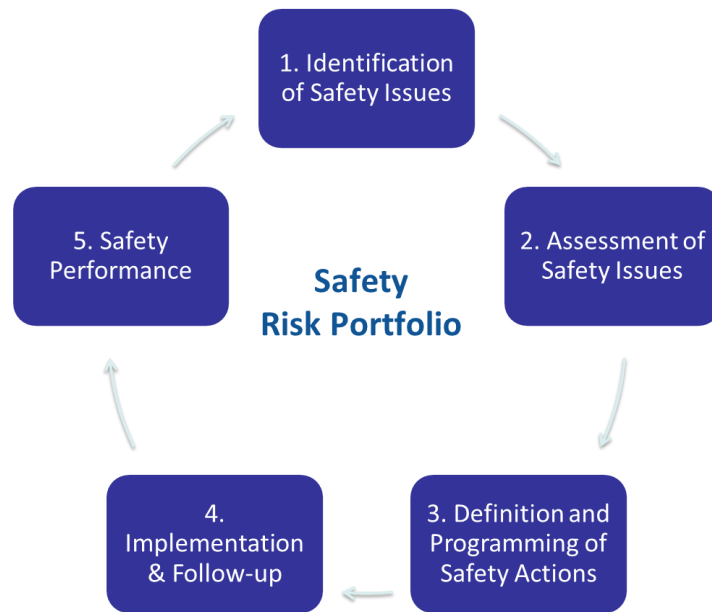 1. Identification
of Safety Issues
2. Assessment of
Safety Issues
3. Definition and
Programming of
Safety Actions
4.
Implementation
& Follow-up
5. Safety
Performance
Safety
Risk Portfolio